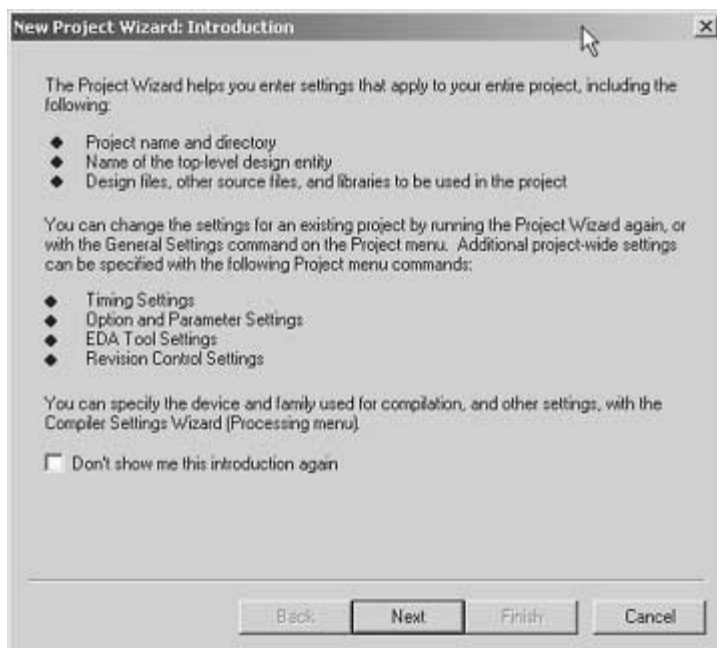 New Project Wizard: Introduction
The Project Wizard helps you enter settings that apply to your entire project, including the
following:
◆ Project name and directory
◆ Name of the top-level design entity
◆ Design files, other source files, and libraries to be used in the project
You can change the settings for an existing project by running the Project Wizard again, or
with the General Settings command on the Project menu. Additional project-wide settings
can be specified with the following Project menu commands:
◆ Timing Settings
◆ Option and Parameter Settings
◆ EDA Tool Settings
◆ Revision Control Settings
You can specify the device and family used for compilation, and other settings, with the
Compiler Settings Wizard (Processing menu).
Don't show me this introduction again
Back Next Finish Cancel